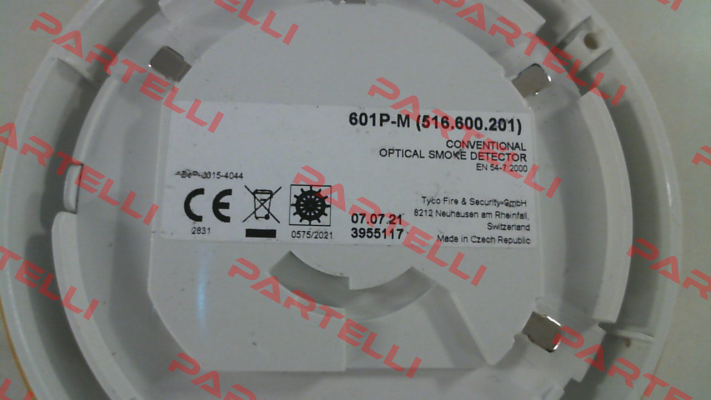 601P-M (516.600.201)
CONVENTIONAL
OPTICAL SMOKE DETECTOR
EN 54-7:2000
0015-4044
CE
0831
0575/2021
07.07.21
3955117
Tyco Fire & Security GmbH
8212 Neuhausen am Rheinfall,
Switzerland
Made in Czech Republic
PARTELLI
PARTELLI
PARTELLI
PARTELLI
PARTELLI
PARTELLI
PARTELLI